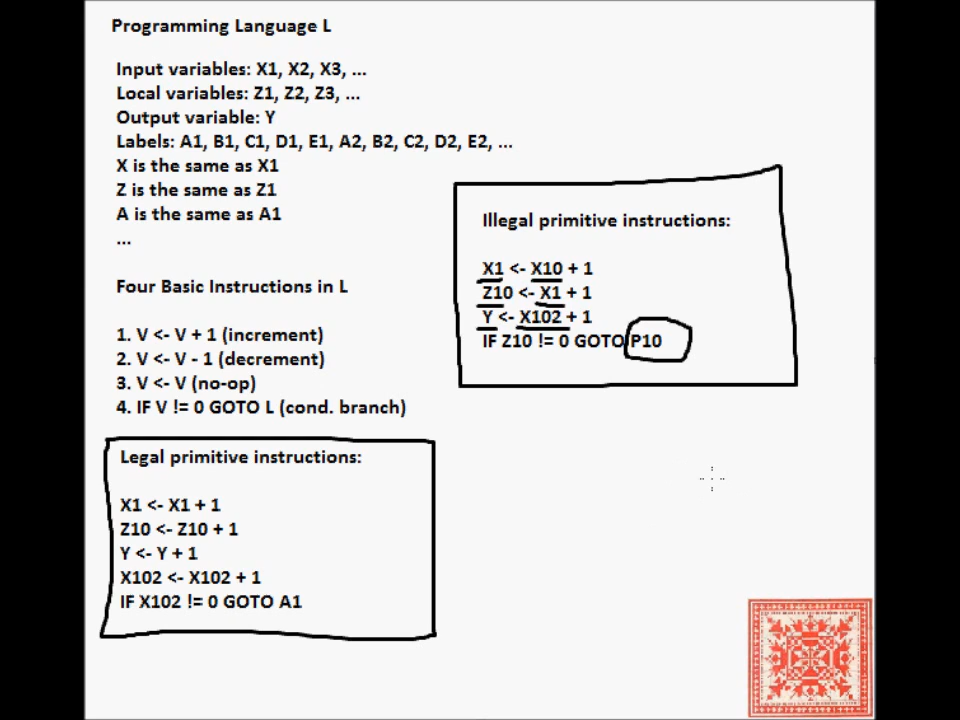 Programming Language L
Input variables: X1, X2, X3, ...
Local variables: Z1, Z2, Z3, ...
Output variable: Y
Labels: A1, B1, C1, D1, E1, A2, B2, C2, D2, E2, ...
X is the same as X1
Z is the same as Z1
A is the same as A1
...
Four Basic Instructions in L
1. V <- V + 1 (increment)
2. V <- V - 1 (decrement)
3. V <- V (no-op)
4. IF V != 0 GOTO L (cond. branch)
Legal primitive instructions:
X1 <- X1 + 1
Z10 <- Z10 + 1
Y <- Y + 1
X102 <- X102 + 1
IF X102 != 0 GOTO A1
Illegal primitive instructions:
X1 <- X10 + 1
Z10 <- X1 + 1
Y <- X102 + 1
IF Z10 != 0 GOTO P10